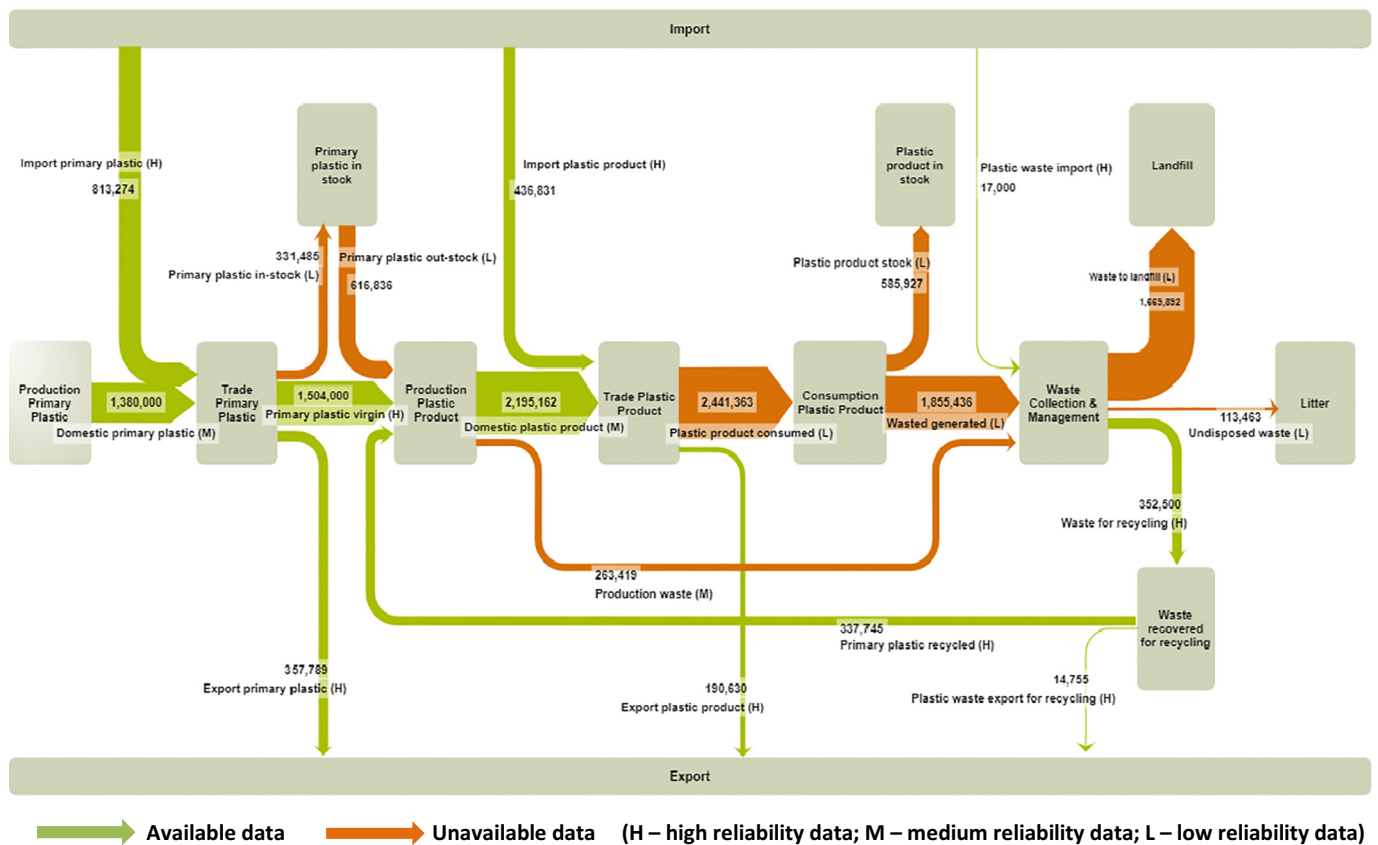 Import
Import primary plastic (H)
813,274
Primary
plastic in
stock
331,485
Primary plastic in-stock (L)
Primary plastic out-stock (L)
616,836
Import plastic product (H)
436,831
Plastic
product in
stock
Plastic product stock (L)
585,927
Plastic waste import (H)
17,000
Landfill
Waste to landfill (L)
1,669,892
Production
Primary
Plastic
1,380,000
Domestic primary plastic (M)
Trade
Primary
Plastic
1,504,000
Primary plastic virgin (H)
Production
Plastic
Product
2,195,162
Domestic plastic product (M)
Trade Plastic
Product
2,441,363
Plastic product consumed (L)
Consumption
Plastic Product
1,855,436
Wasted generated (L)
Waste
Collection &
Management
113,463
Undisposed waste (L)
Litter
352,500
Waste for recycling (H)
263,419
Production waste (M)
337,745
Primary plastic recycled (H)
Waste
recovered
for recycling
357,789
Export primary plastic (H)
190,630
Export plastic product (H)
14,755
Plastic waste export for recycling (H)
Export
Available data
Unavailable data
(H – high reliability data; M – medium reliability data; L – low reliability data)